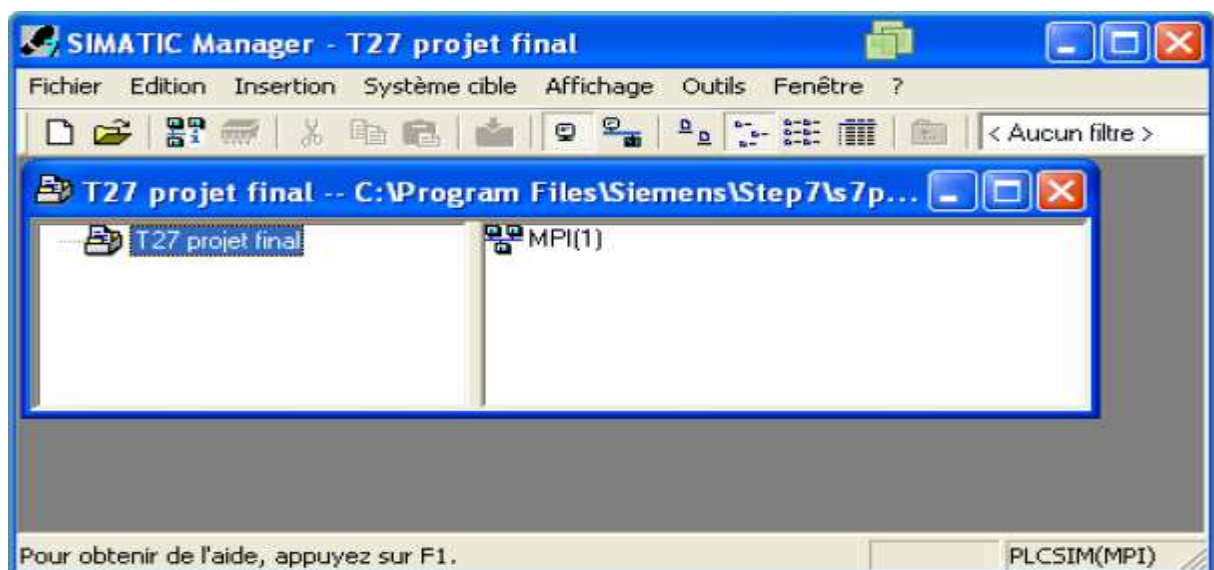 SIMATIC Manager - T27 projet final
Fichier Edition Insertion Système cible Affichage Outils Fenêtre ?
< Aucun filtre >
T27 projet final -- C:\Program Files\Siemens\Step7\s7p...
T27 projet final
MPI(1)
Pour obtenir de l'aide, appuyez sur F1.
PLCSIM(MPI)